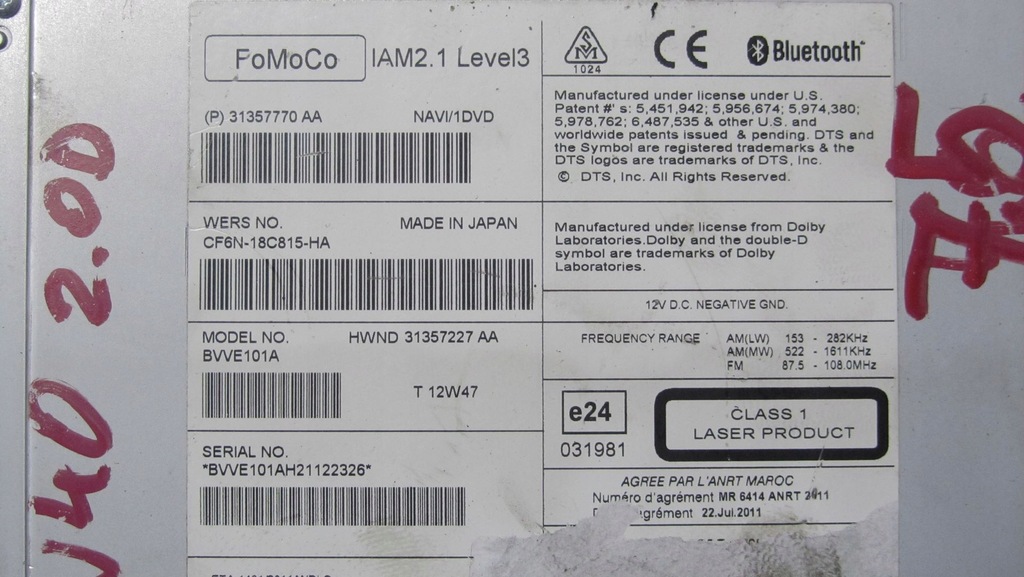 FoMoCo IAM2.1 Level3
(P) 31357770 AA NAVI/1DVD
WERS NO. MADE IN JAPAN
CF6N-18C815-HA
MODEL NO. HWND 31357227 AA
BVVE101A
T 12W47
SERIAL NO.
*BVVE101AH21122326*
1024
CE
Bluetooth
Manufactured under license under U.S.
Patent #' s: 5,451,942; 5,956,674; 5,974,380;
5,978,762; 6,487,535 & other U.S. and
worldwide patents issued & pending. DTS and
the Symbol are registered trademarks & the
DTS logos are trademarks of DTS, Inc.
© DTS, Inc. All Rights Reserved.
Manufactured under license from Dolby
Laboratories.Dolby and the double-D
symbol are trademarks of Dolby
Laboratories.
12V D.C. NEGATIVE GND.
FREQUENCY RANGE AM(LW) 153 - 282KHz
AM(MW) 522 - 1611KHz
FM 87.5 - 108.0MHz
e24
031981
CLASS 1
LASER PRODUCT
AGREE PAR L'ANRT MAROC
Numéro d'agrément MR 6414 ANRT 2011
agrément 22.Jul.2011
V40 2.0D